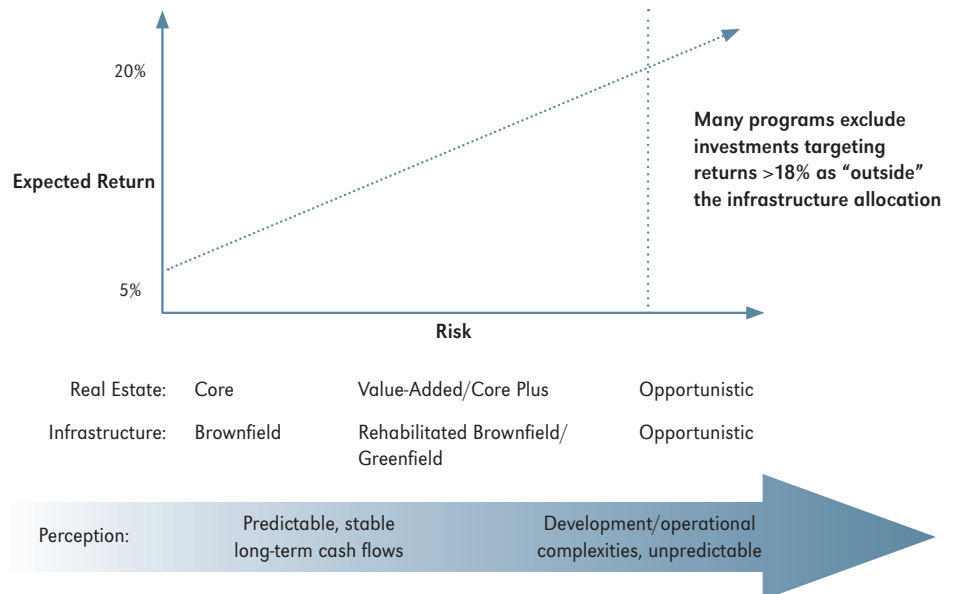 20%
Expected Return
5%
Many programs exclude
investments targeting
returns >18% as “outside”
the infrastructure allocation
Risk
Real Estate: Core Value-Added/Core Plus Opportunistic
Infrastructure: Brownfield Rehabilitated Brownfield/ Opportunistic
Greenfield
Perception:
Predictable, stable
long-term cash flows
Development/operational
complexities, unpredictable